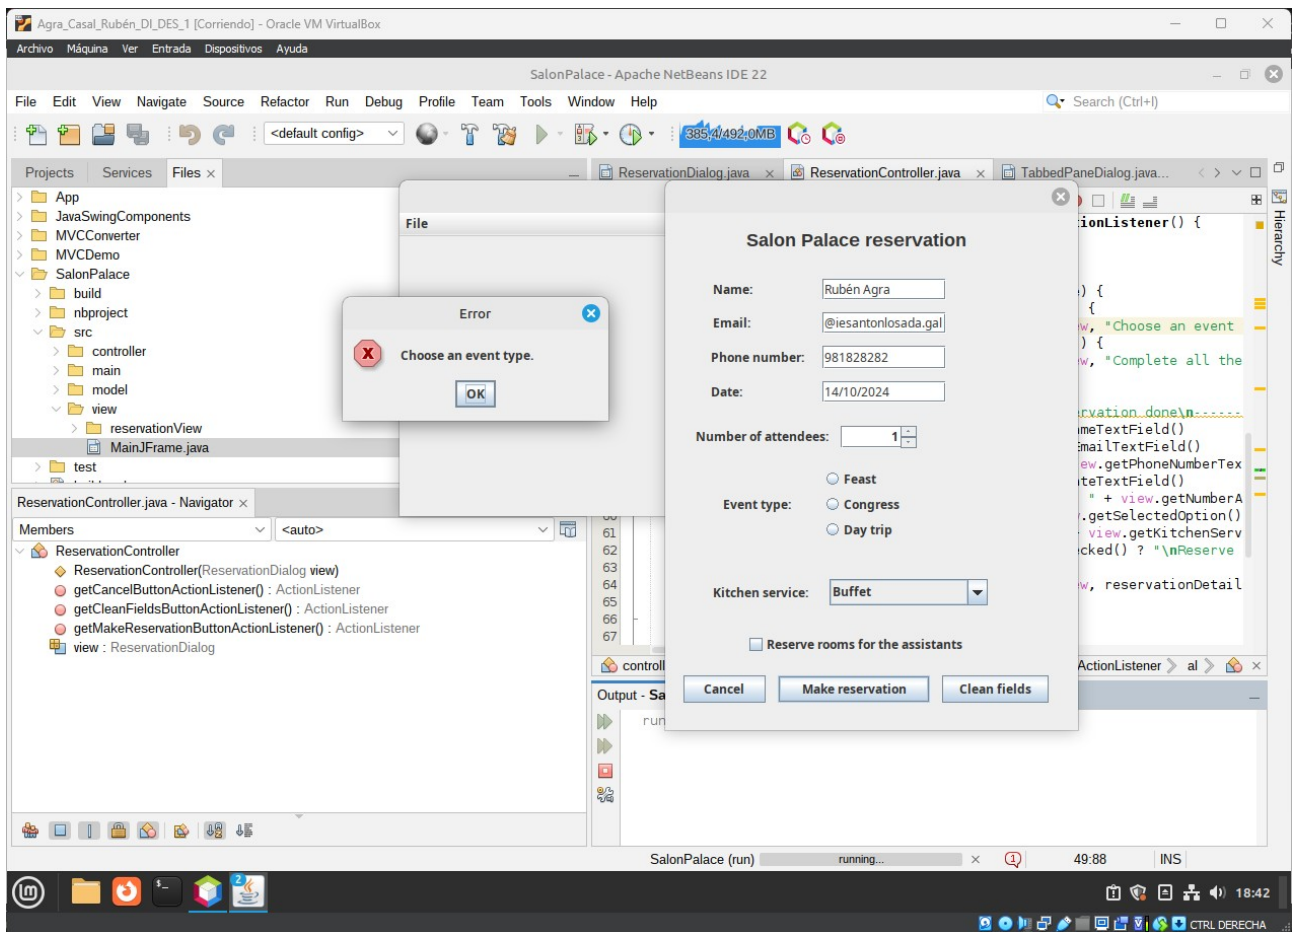 Agra_Casal_Rubén_DI_DES_1 [Corriendo] - Oracle VM VirtualBox
Archivo Máquina Ver Entrada Dispositivos Ayuda
SalonPalace - Apache NetBeans IDE 22
File Edit View Navigate Source Refactor Run Debug Profile Team Tools Window Help
Search (Ctrl+I)
<default config>
385,4/492,0MB
Projects Services Files
ReservationDialog.java ReservationController.java TabbedPaneDialog.java...
App
JavaSwingComponents
MVCConverter
MVCDemo
SalonPalace
build
nbproject
src
controller
main
model
view
reservationView
MainJFrame.java
test
File
Error
Choose an event type.
OK
Salon Palace reservation
Name: Rubén Agra
Email: @iesantonlosada.gal
Phone number: 981828282
Date: 14/10/2024
Number of attendees: 1
Event type:
Feast
Congress
Day trip
Kitchen service: Buffet
Reserve rooms for the assistants
Cancel Make reservation Clean fields
ionListener() {
) {
{
w, "Choose an event
) {
w, "Complete all the
rvation done\n------
meTextField()
EmailTextField()
ew.getPhoneNumberTex
ateTextField()
" + view.getNumberA
.getSelectedOption()
view.getKitchenServ
cked() ? "\nReserve
w, reservationDetail
61
62
63
64
65
66
67
Hierarchy
ReservationController.java - Navigator
Members <auto>
ReservationController
ReservationController(ReservationDialog view)
getCancelButtonActionListener() : ActionListener
getCleanFieldsButtonActionListener() : ActionListener
getMakeReservationButtonActionListener() : ActionListener
view : ReservationDialog
controll
ActionListener al
Output - Sa
run
SalonPalace (run) running... 1 49:88 INS
2
18:42
CTRL DERECHA